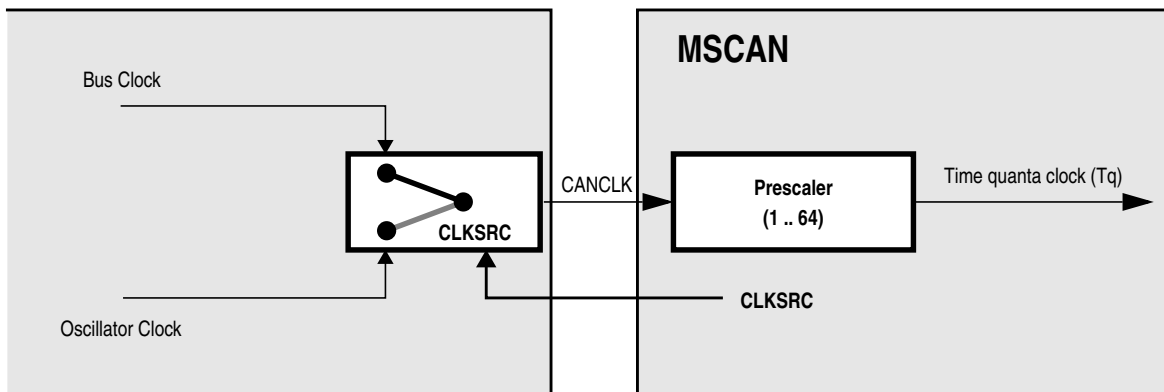 MSCAN
Bus Clock
CANCLK
Prescaler
(1 .. 64)
Time quanta clock (Tq)
CLKSRC
CLKSRC
Oscillator Clock